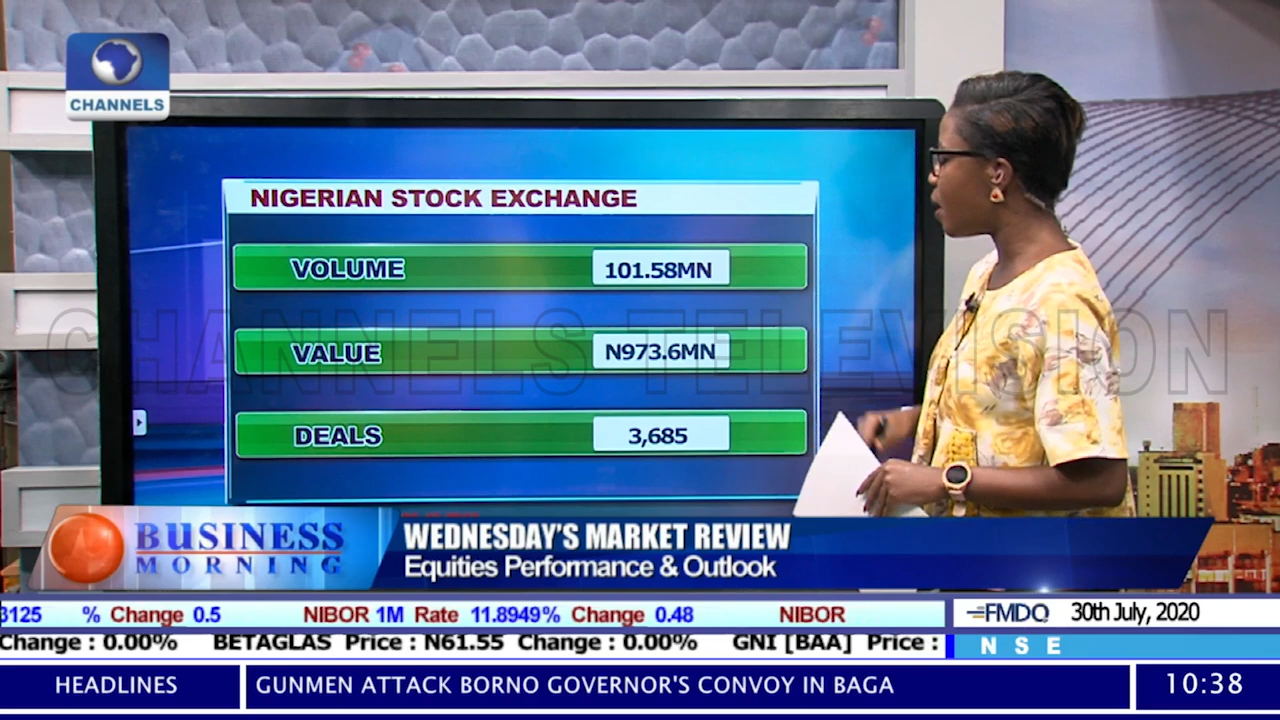 CHANNELS
NIGERIAN STOCK EXCHANGE
VOLUME 101.58MN
VALUE N973.6MN
DEALS 3,685
CHANNELS TELEVISION
BUSINESS
MORNING
WEDNESDAY'S MARKET REVIEW
Equities Performance & Outlook
3125 % Change 0.5 NIBOR 1M Rate 11.8949% Change 0.48 NIBOR
FMDQ 30th July, 2020
Change : 0.00% BETAGLAS Price : N61.55 Change : 0.00% GNI [BAA] Price :
NSE
HEADLINES GUNMEN ATTACK BORNO GOVERNOR'S CONVOY IN BAGA 10:38